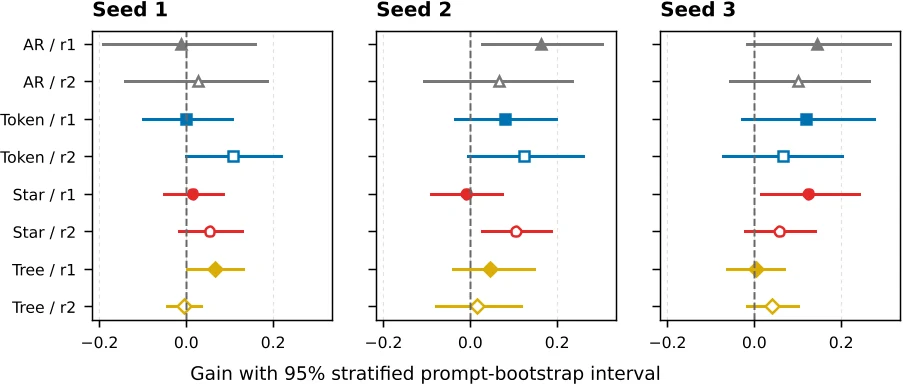 Seed 1 Seed 2 Seed 3
AR / r1
AR / r2
Token / r1
Token / r2
Star / r1
Star / r2
Tree / r1
Tree / r2
−0.2 0.0 0.2 −0.2 0.0 0.2 −0.2 0.0 0.2
Gain with 95% stratified prompt-bootstrap interval